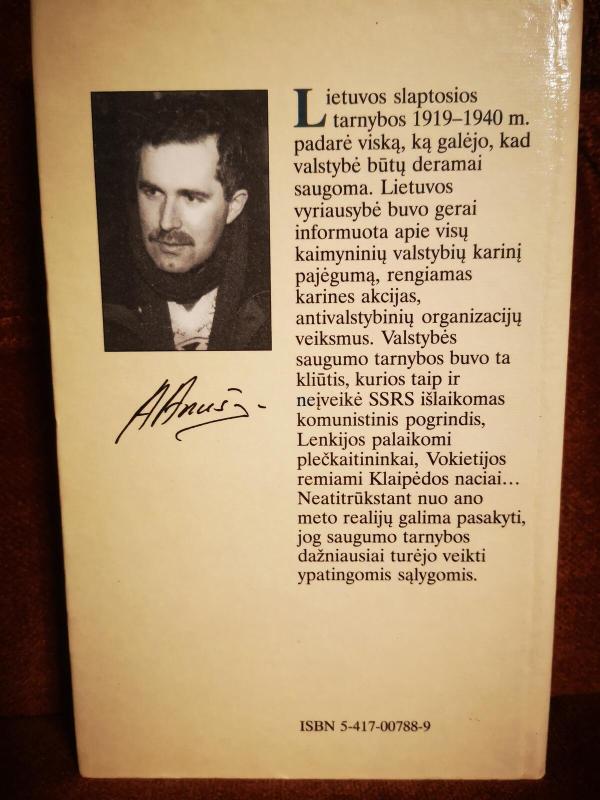 Lietuvos slaptosios
tarnybos 1919–1940 m.
padarė viską, ką galėjo, kad
valstybė būtų deramai
saugoma. Lietuvos
vyriausybė buvo gerai
informuota apie visų
kaimyninių valstybių karinį
pajėgumą, rengiamas
karines akcijas,
antivalstybinių organizacijų
veiksmus. Valstybės
saugumo tarnybos buvo ta
kliūtis, kurios taip ir
neįveikė SSRS išlaikomas
komunistinis pogrindis,
Lenkijos palaikomi
plečkaitininkai, Vokietijos
remiami Klaipėdos naciai...
Neatitrūkstant nuo ano
meto realijų galima pasakyti,
jog saugumo tarnybos
dažniausiai turėjo veikti
ypatingomis sąlygomis.
ISBN 5-417-00788-9